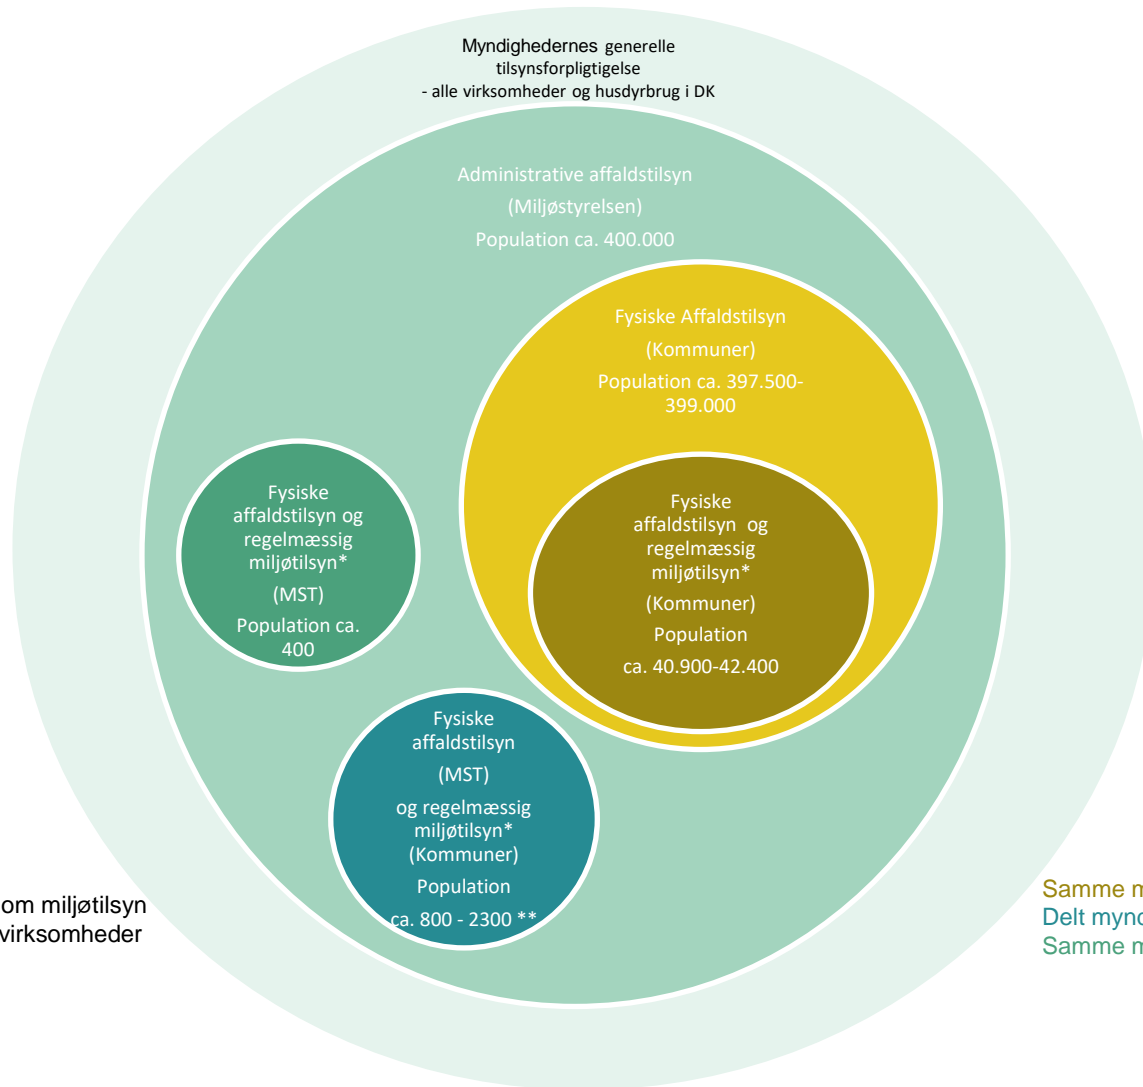 Myndighedernes generelle
tilsynsforpligtigelse
- alle virksomheder og husdyrbrug i DK
Administrative affaldstilsyn
(Miljøstyrelsen)
Population ca. 400.000
Fysiske Affaldstilsyn
(Kommuner)
Population ca. 397.500-
399.000
Fysiske
affaldstilsyn og
regelmæssig
miljøtilsyn*
(MST)
Population ca.
400
Fysiske
affaldstilsyn og
regelmæssig
miljøtilsyn*
(Kommuner)
Population
ca. 40.900-42.400
Fysiske
affaldstilsyn
(MST)
og regelmæssig
miljøtilsyn*
(Kommuner)
Population
ca. 800 - 2300 **
om miljøtilsyn
virksomheder
Samme
Delt
Samme